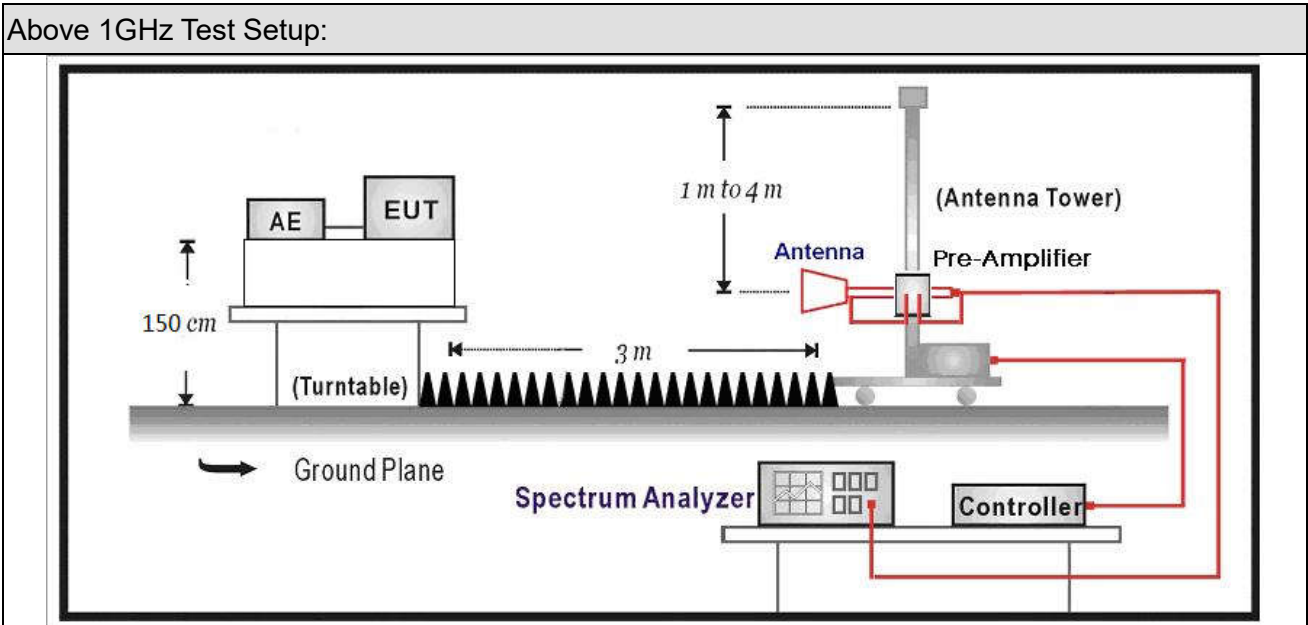 Above 1GHz Test Setup:
AE
EUT
1 m to 4 m
(Antenna Tower)
Antenna
Pre-Amplifier
150 cm
3 m
(Turntable)
Ground Plane
Spectrum Analyzer
Controller